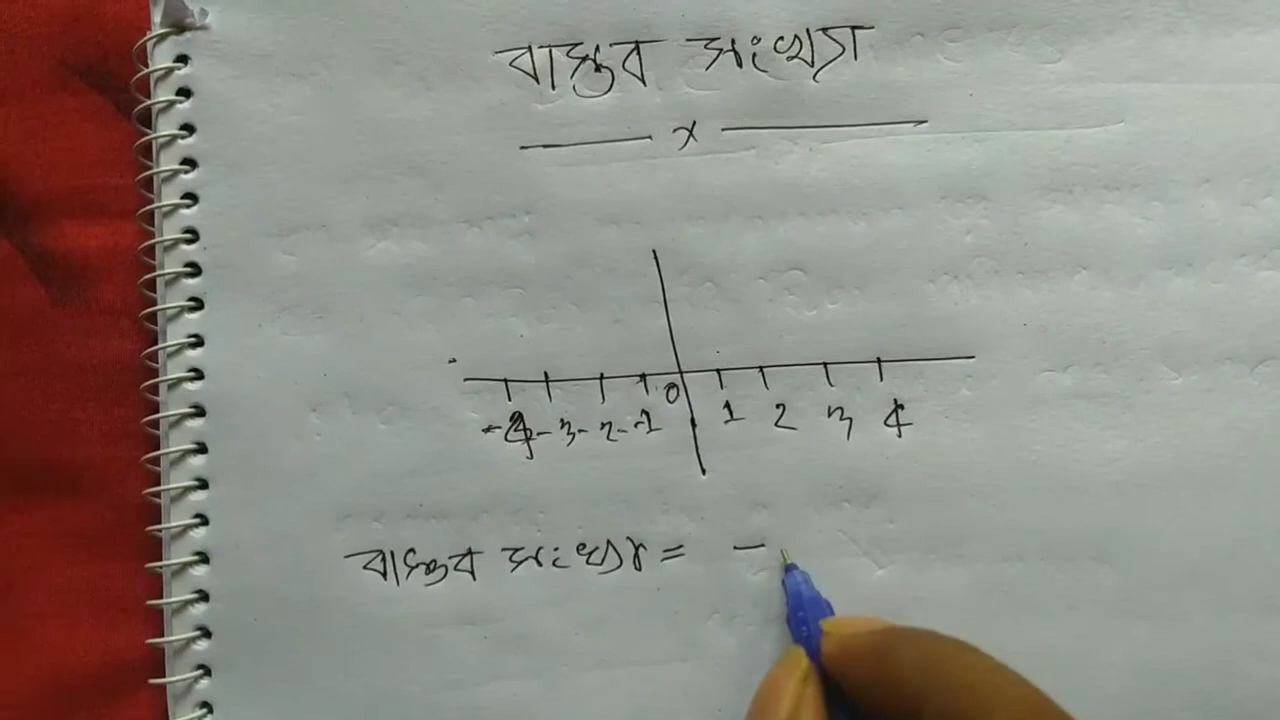 বাস্তব সংখ্যা
x
0
-4 -3 -2 -1 1 2 3 4
বাস্তব সংখ্যা = -